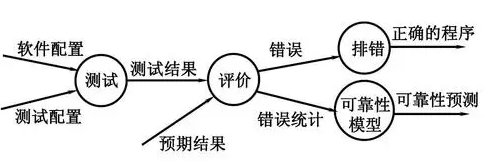 软件配置
测试配置
测试
测试结果
预期结果
评价
错误
错误统计
排错
正确的程序
可靠性
模型
可靠性预测